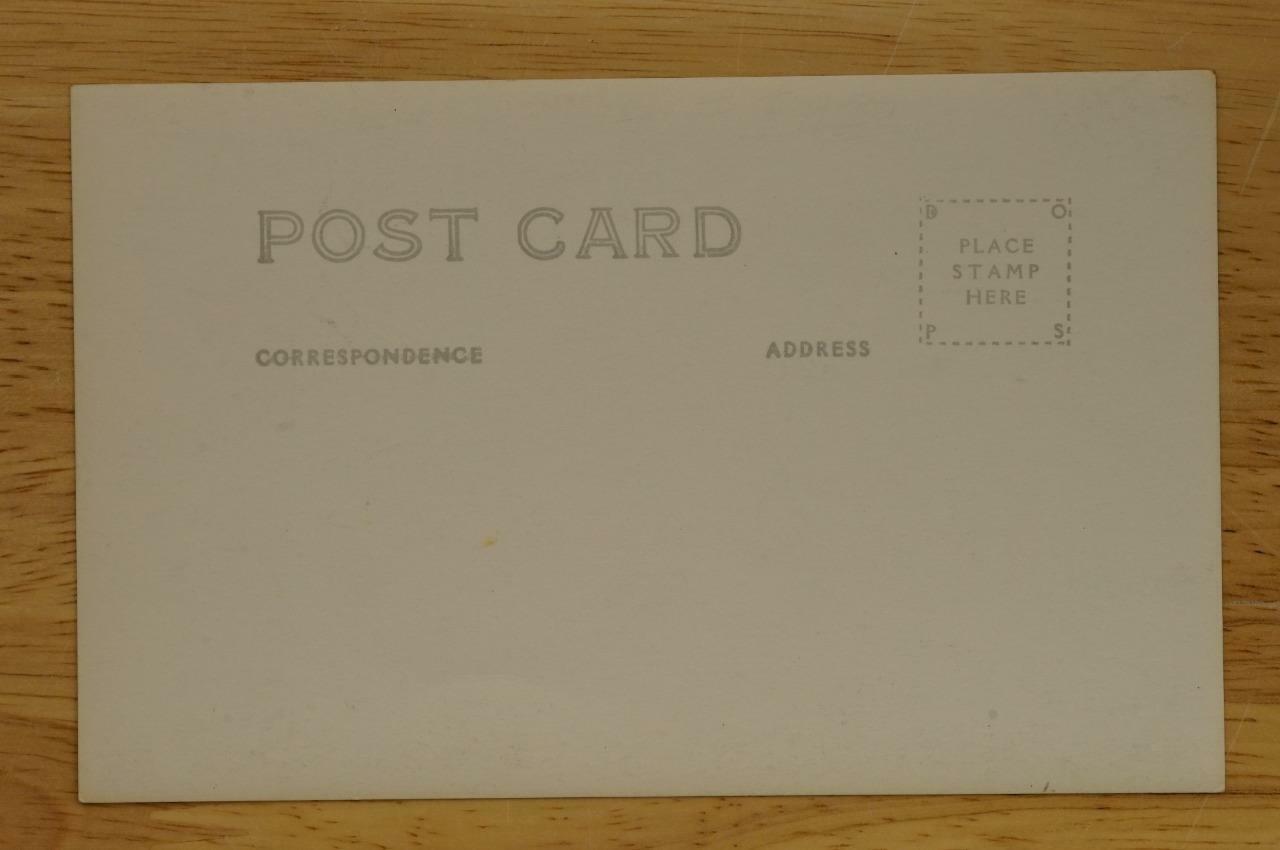 POST CARD
D O
PLACE
STAMP
HERE
P S
CORRESPONDENCE
ADDRESS